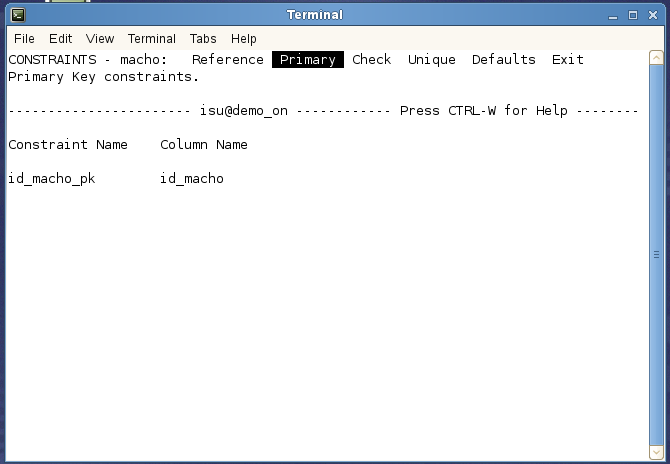 Terminal
File Edit View Terminal Tabs Help
CONSTRAINTS - macho: Reference Primary Check Unique Defaults Exit
Primary Key constraints.
----------------------- isu@demo_on ------------ Press CTRL-W for Help --------
Constraint Name Column Name
id_macho_pk id_macho